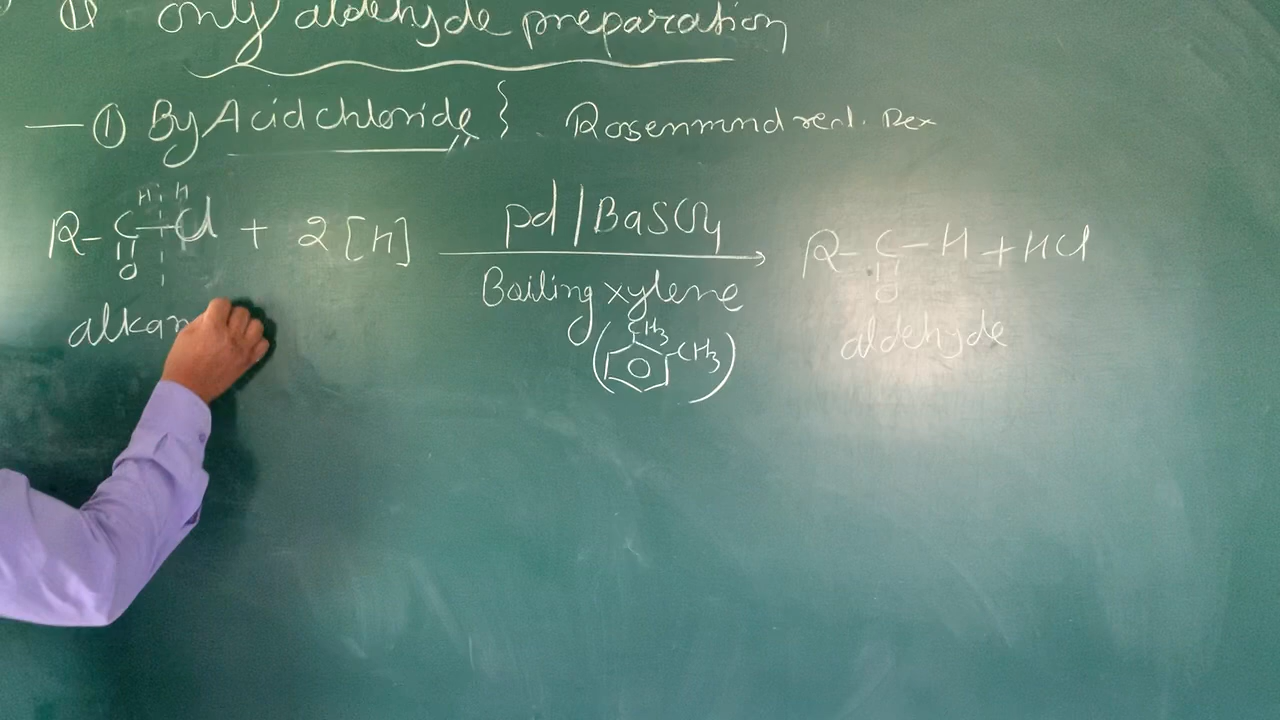 II only aldehyde preparation
① By Acid chloride } Rosenmund red. Rex
H H
R-C-Cl + 2[H] pd/BaSO4 R-C-H + HCl
O Boiling xylene O
alkan aldehyde
CH3
( CH3 )